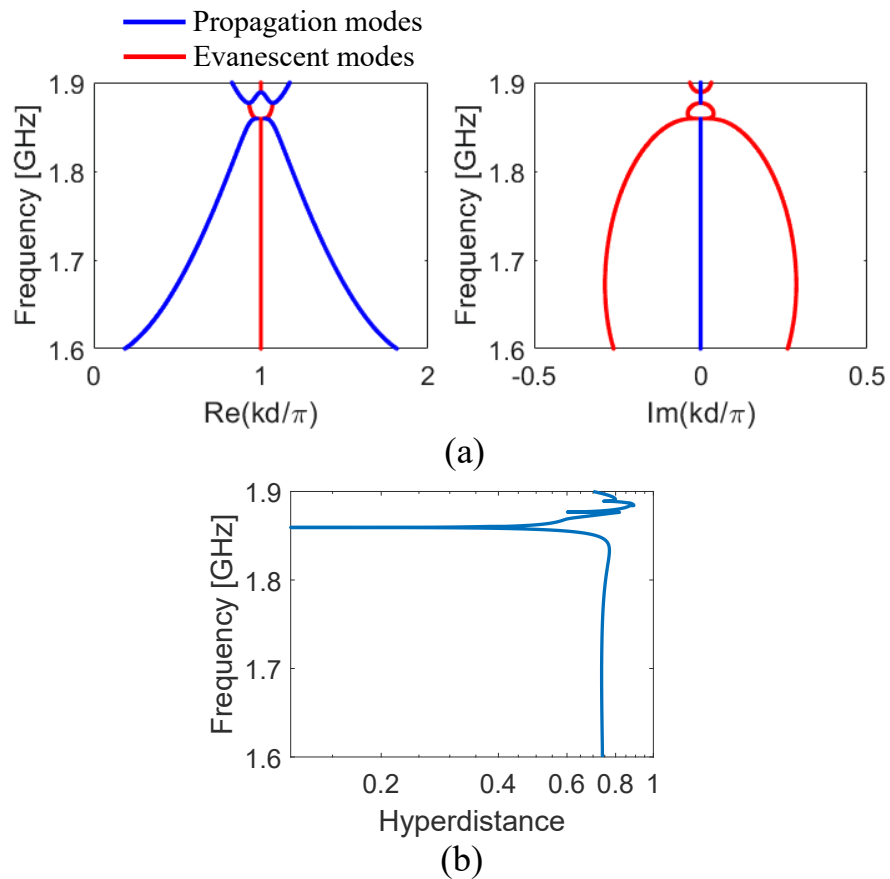 Propagation modes
Evanescent modes
Frequency [GHz]
1.9
1.8
1.7
1.6
0
1
2
Re(kd/π)
Frequency [GHz]
1.9
1.8
1.7
1.6
-0.5
0
0.5
Im(kd/π)
(a)
Frequency [GHz]
1.9
1.8
1.7
1.6
0.2
0.4
0.6
0.8
1
Hyperdistance
(b)